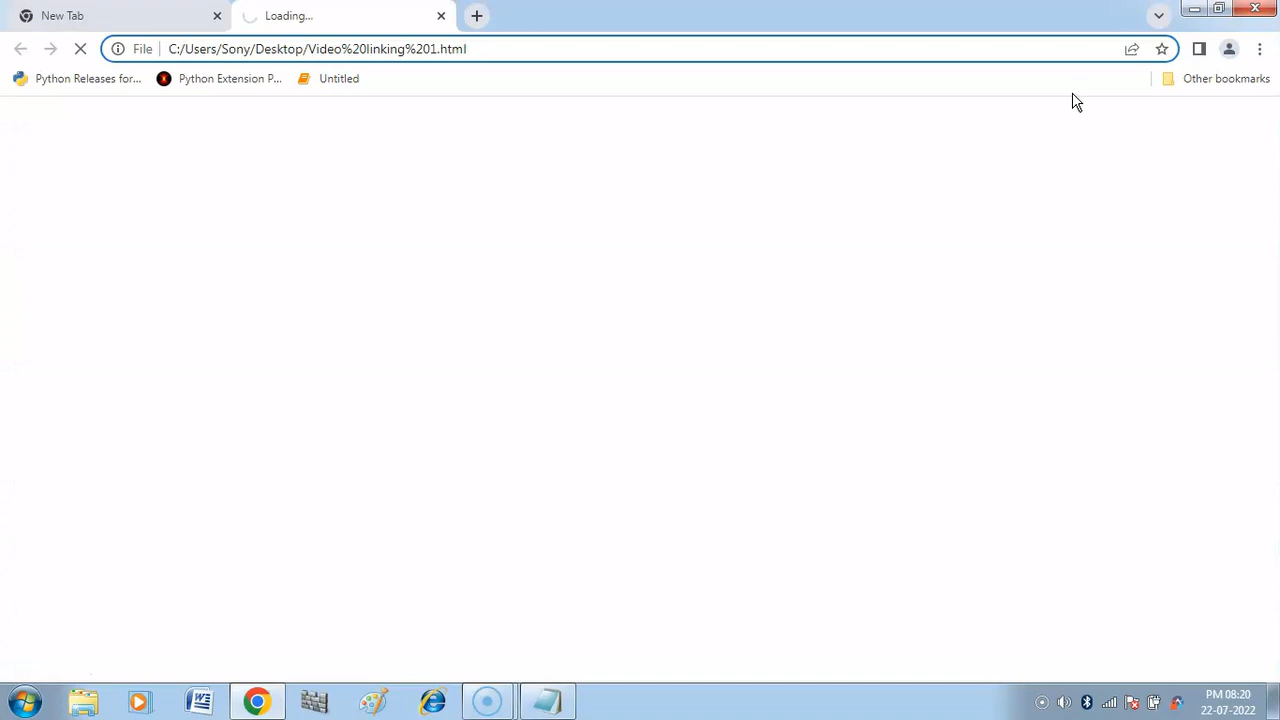 New Tab
Loading...
File
C:/Users/Sony/Desktop/Video%20linking%201.html
Python Releases for...
Python Extension P...
Untitled
Other bookmarks
PM 08:20
22-07-2022